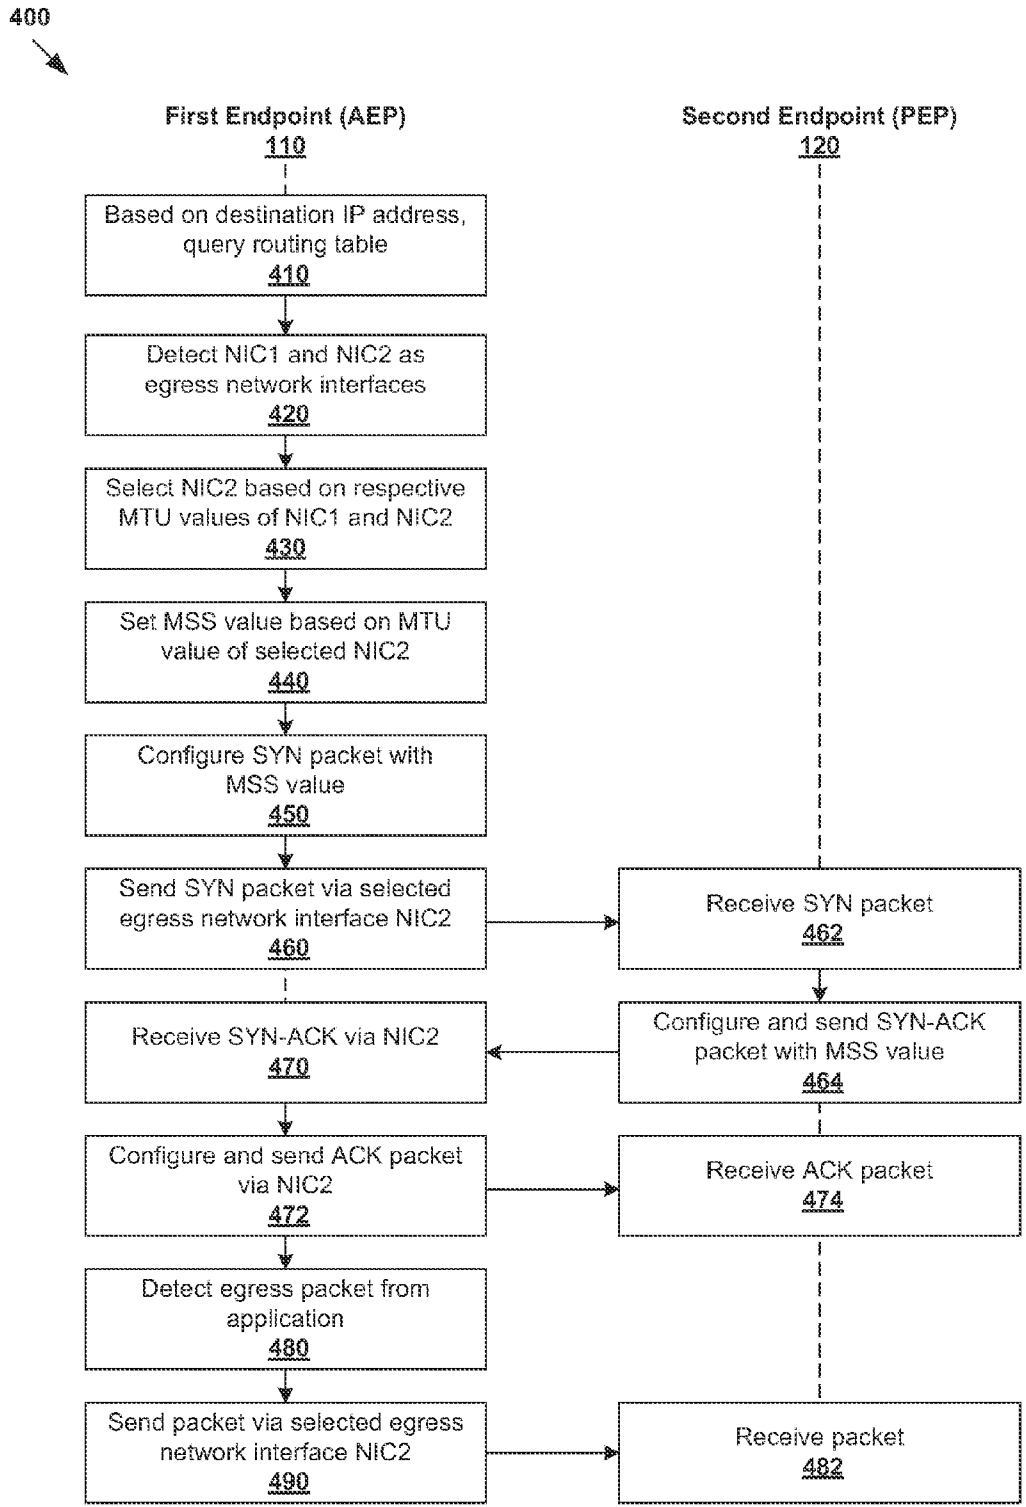 400
First Endpoint (AEP)
110
Second Endpoint (PEP)
120
Based on destination IP address,
query routing table
410
Detect NIC1 and NIC2 as
egress network interfaces
420
Select NIC2 based on respective
MTU values of NIC1 and NIC2
430
Set MSS value based on MTU
value of selected NIC2
440
Configure SYN packet with
MSS value
450
Send SYN packet via selected
egress network interface NIC2
460
Receive SYN packet
462
Receive SYN-ACK via NIC2
470
Configure and send SYN-ACK
packet with MSS value
464
Configure and send ACK packet
via NIC2
472
Receive ACK packet
474
Detect egress packet from
application
480
Send packet via selected egress
network interface NIC2
490
Receive packet
482